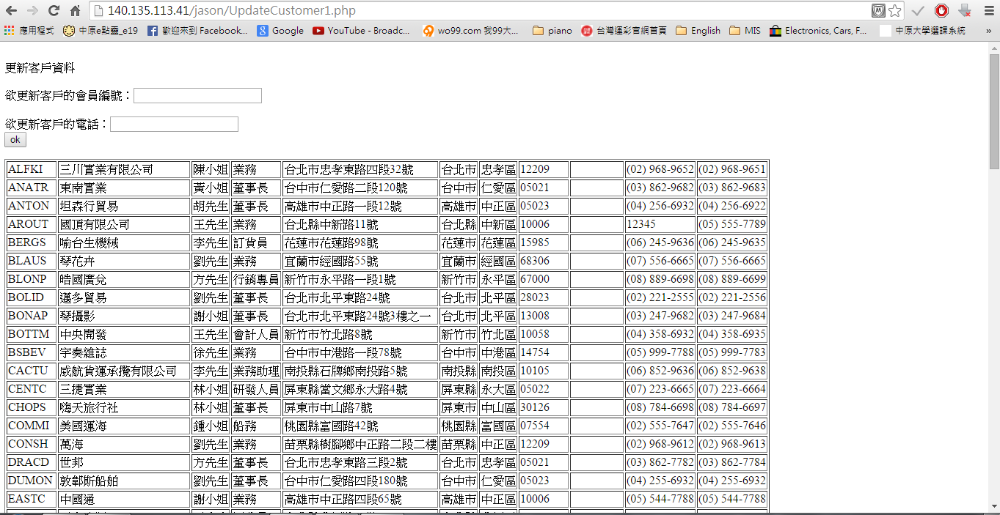 140.135.113.41/jason/UpdateCustomer1.php
應用程式 中原e點靈_e19 歡迎來到 Facebook... Google YouTube - Broadc... wo99.com 我99大... piano 台灣運彩官網首頁 English MIS Electronics, Cars, F... 中原大學選課系統 »
更新客戶資料
欲更新客戶的會員編號：
欲更新客戶的電話：
ok
ALFKI 三川實業有限公司 陳小姐 業務 台北市忠孝東路四段32號 台北市 忠孝區 12209 (02) 968-9652 (02) 968-9651
ANATR 東南實業 黃小姐 董事長 台中市仁愛路二段120號 台中市 仁愛區 05021 (03) 862-9682 (03) 862-9683
ANTON 坦森行貿易 胡先生 董事長 高雄市中正路一段12號 高雄市 中正區 05023 (04) 256-6932 (04) 256-6922
AROUT 國頂有限公司 王先生 業務 台北縣中新路11號 台北縣 中新區 10006 12345 (05) 555-7789
BERGS 喻台生機械 李先生 訂貨員 花蓮市花蓮路98號 花蓮市 花蓮區 15985 (06) 245-9636 (06) 245-9635
BLAUS 琴花卉 劉先生 業務 宜蘭市經國路55號 宜蘭市 經國區 68306 (07) 556-6665 (07) 556-6665
BLONP 皓國廣兌 方先生 行銷專員 新竹市永平路一段1號 新竹市 永平區 67000 (08) 889-6698 (08) 889-6699
BOLID 邁多貿易 劉先生 董事長 台北市北平東路24號 台北市 北平區 28023 (02) 221-2555 (02) 221-2556
BONAP 琴攝影 謝小姐 董事長 台北市北平東路24號3樓之一 台北市 北平區 13008 (03) 247-9682 (03) 247-9684
BOTTM 中央開發 王先生 會計人員 新竹市竹北路8號 新竹市 竹北區 10058 (04) 358-6932 (04) 358-6935
BSBEV 宇奏雜誌 徐先生 業務 台中市中港路一段78號 台中市 中港區 14754 (05) 999-7788 (05) 999-7783
CACTU 威航貨運承攬有限公司 李先生 業務助理 南投縣石牌鄉南投路5號 南投縣 南投區 10105 (06) 852-9636 (06) 852-9638
CENTC 三捷實業 林小姐 研發人員 屏東縣當文鄉永大路4號 屏東縣 永大區 05022 (07) 223-6665 (07) 223-6664
CHOPS 嗨天旅行社 林小姐 董事長 屏東市中山路7號 屏東市 中山區 30126 (08) 784-6698 (08) 784-6697
COMMI 美國運海 鍾小姐 船務 桃園縣富國路42號 桃園縣 富國區 07554 (02) 555-7647 (02) 555-7646
CONSH 萬海 劉先生 業務 苗栗縣樹腳鄉中正路二段二樓 苗栗縣 中正區 12209 (02) 968-9612 (02) 968-9613
DRACD 世邦 方先生 董事長 台北市忠孝東路三段2號 台北市 忠孝區 05021 (03) 862-7782 (03) 862-7784
DUMON 敦鄣斯船舶 劉先生 董事長 台中市仁愛路四段180號 台中市 仁愛區 05023 (04) 255-6932 (04) 255-6932
EASTC 中國通 謝小姐 業務 高雄市中正路四段65號 高雄市 中正區 10006 (05) 544-7788 (05) 544-7788